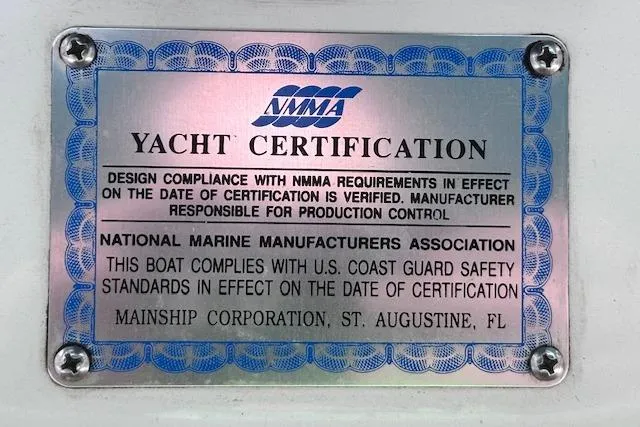 NMMA
YACHT CERTIFICATION
DESIGN COMPLIANCE WITH NMMA REQUIREMENTS IN EFFECT
ON THE DATE OF CERTIFICATION IS VERIFIED. MANUFACTURER
RESPONSIBLE FOR PRODUCTION CONTROL
NATIONAL MARINE MANUFACTURERS ASSOCIATION
THIS BOAT COMPLIES WITH U.S. COAST GUARD SAFETY
STANDARDS IN EFFECT ON THE DATE OF CERTIFICATION
MAINSHIP CORPORATION, ST. AUGUSTINE, FL